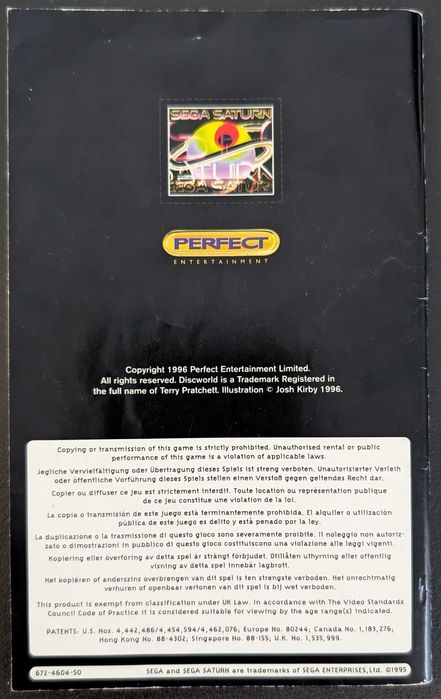 SEGA SATURN
SEGA SATURN
PERFECT
ENTERTAINMENT
Copyright 1996 Perfect Entertainment Limited.
All rights reserved. Discworld is a Trademark Registered in
the full name of Terry Pratchett. Illustration © Josh Kirby 1996.
Copying or transmission of this game is strictly prohibited. Unauthorised rental or public
performance of this game is a violation of applicable laws.
Jegliche Vervielfältigung oder Übertragung dieses Spiels ist streng verboten. Unautorisierter Verleih
oder öffentliche Vorführung dieses Spiels stellen einen Verstoß gegen geltendes Recht dar.
Copier ou diffuser ce jeu est strictement interdit. Toute location ou représentation publique
de ce jeu constitue une violation de la loi.
La copia o transmisión de este juego está terminantemente prohibida. El alquiler o utilización
pública de este juego es delito y está penado por la ley.
La duplicazione o la trasmissione di questo gioco sono severamente proibite. Il noleggio non autoriz-
zato o dimostrazioni in pubblico di questo gioco costituiscono una violazione alle leggi vigenti.
Kopiering eller överföring av detta spel är strängt förbjudet. Otillåten uthyrning eller offentlig
visning av detta spel innebär lagbrott.
Het kopiëren of anderszins overbrengen van dit spel is ten strengste verboden. Het onrechtmatig
verhuren of openbaar vertonen van dit spel is bij de wet verboden.
This product is exempt from classification under UK Law. In accordance with The Video Standards
Council Code of Practice it is considered suitable for viewing by the age range(s) indicated.
PATENTS: U.S. Nos. 4,442,486/4,454,594/4,462,076; Europe No. 80244; Canada No. 1,183,276;
Hong Kong No. 88-4302; Singapore No. 88-155; U.K. No. 1,535,999.
672-4604-50
SEGA and SEGA SATURN are trademarks of SEGA ENTERPRISES, Ltd. ©1995